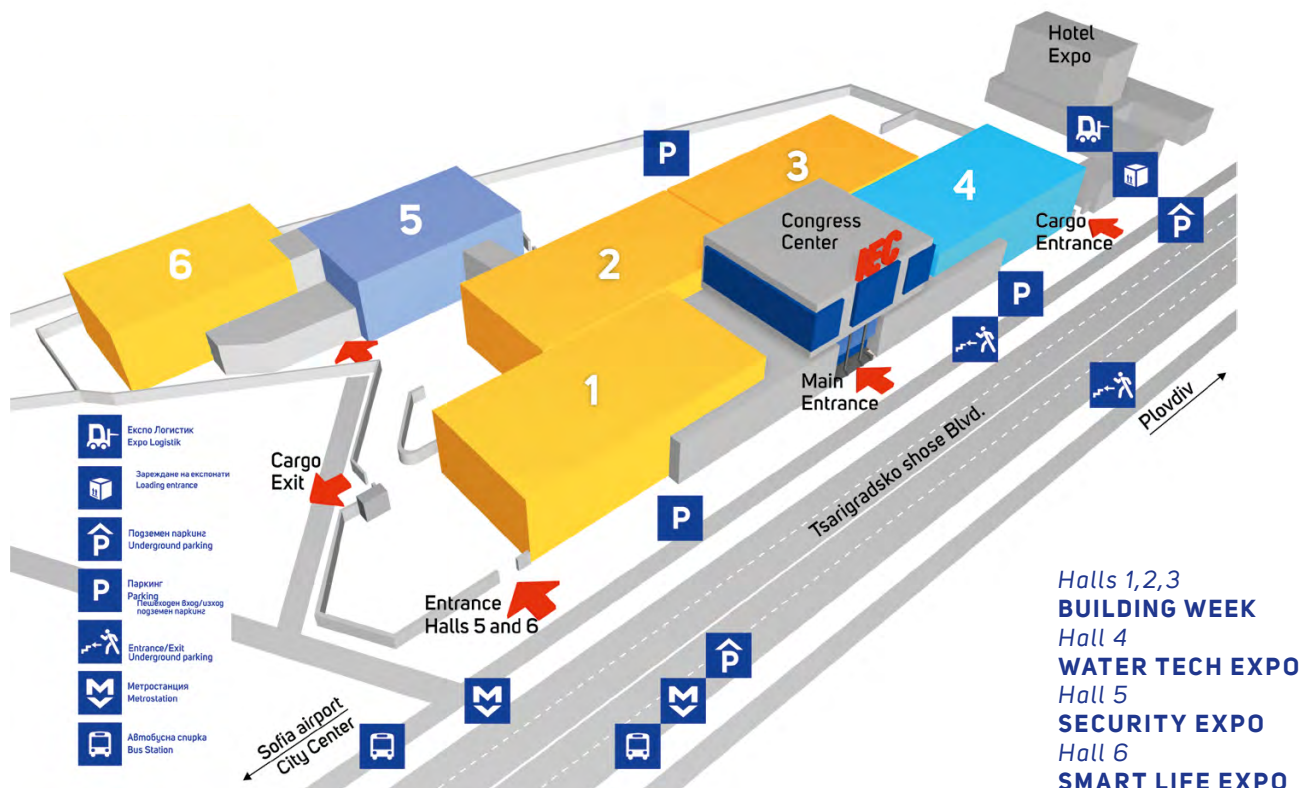 Hotel
Expo
P
3
4
5
Congress
Center
Cargo
Entrance
6
2
IEC
P
P
1
Main
Entrance
Plovdiv
Експо Логистик
Expo Logistik
Cargo
Exit
Tsarigradsko shose Blvd.
Зареждане на експонати
Loading entrance
P
P
Подземен паркинг
Underground parking
P
Паркинг
Parking
Пешеходен вход/изход
подземен паркинг
Entrance
Halls 5 and 6
Entrance/Exit
Underground parking
P
M
Метростанция
Metrostation
M
M
Автобусна спирка
Bus Station
Sofia airport
City Center
Halls 1,2,3
BUILDING WEEK
Hall 4
WATER TECH EXPO
Hall 5
SECURITY EXPO
Hall 6
SMART LIFE EXPO